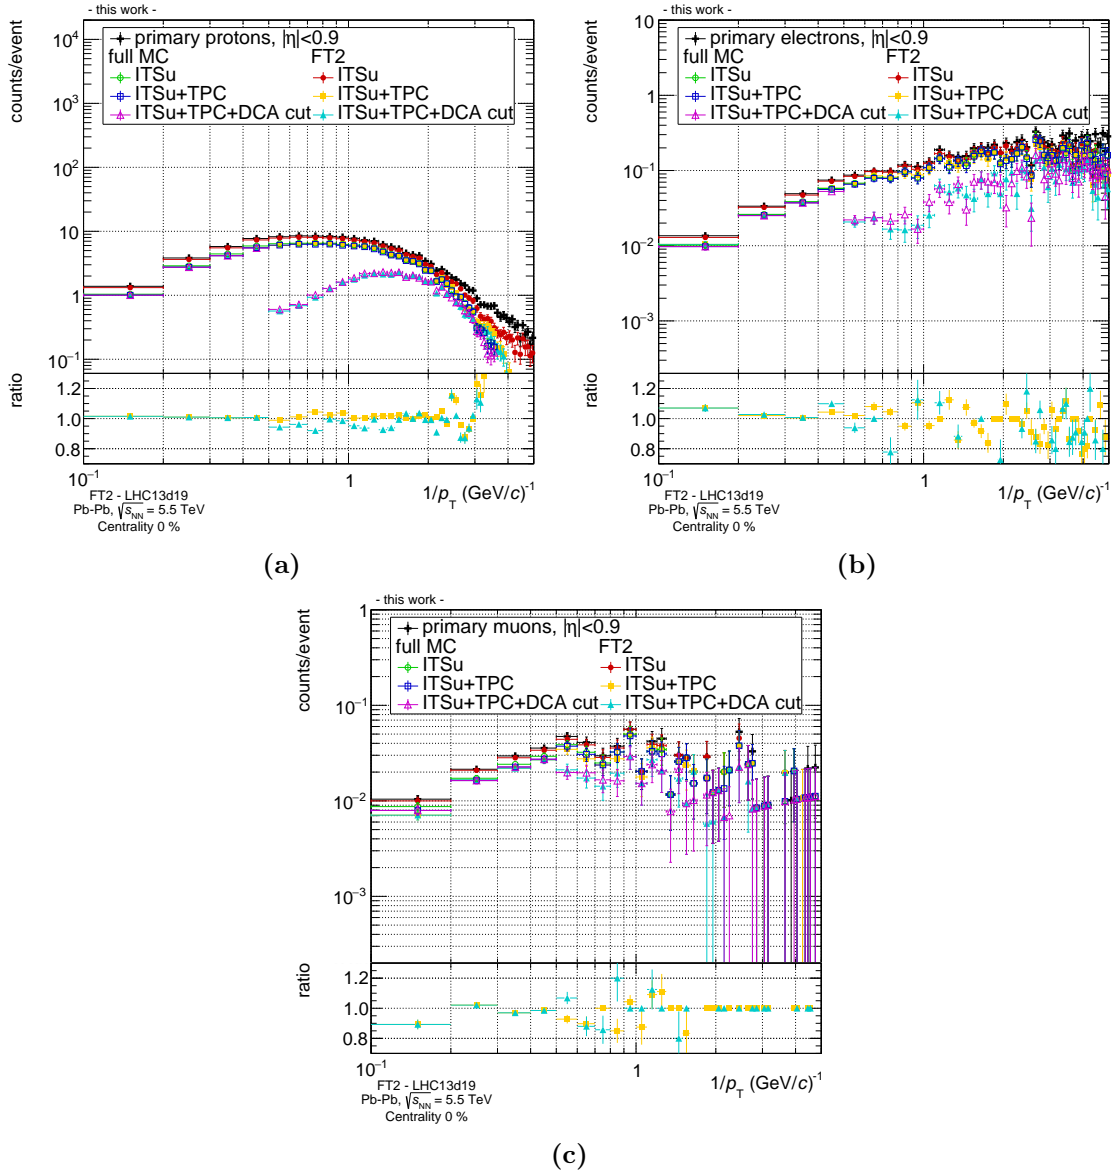 - this work -
counts/event
10⁴
10³
10²
10
1
10⁻¹
primary protons, |η|<0.9
full MC FT2
ITSu ITSu
ITSu+TPC ITSu+TPC
ITSu+TPC+DCA cut ITSu+TPC+DCA cut
ratio
1.2
1.0
0.8
10⁻¹ 1
1/p_T (GeV/c)⁻¹
FT2 - LHC13d19
Pb-Pb, √s_NN = 5.5 TeV
Centrality 0 %
(a)
- this work -
counts/event
10
1
10⁻¹
10⁻²
10⁻³
primary electrons, |η|<0.9
full MC FT2
ITSu ITSu
ITSu+TPC ITSu+TPC
ITSu+TPC+DCA cut ITSu+TPC+DCA cut
ratio
1.2
1.0
0.8
10⁻¹ 1
1/p_T (GeV/c)⁻¹
FT2 - LHC13d19
Pb-Pb, √s_NN = 5.5 TeV
Centrality 0 %
(b)
- this work -
counts/event
1
10⁻¹
10⁻²
10⁻³
primary muons, |η|<0.9
full MC FT2
ITSu ITSu
ITSu+TPC ITSu+TPC
ITSu+TPC+DCA cut ITSu+TPC+DCA cut
ratio
1.2
1.0
0.8
10⁻¹ 1
1/p_T (GeV/c)⁻¹
FT2 - LHC13d19
Pb-Pb, √s_NN = 5.5 TeV
Centrality 0 %
(c)